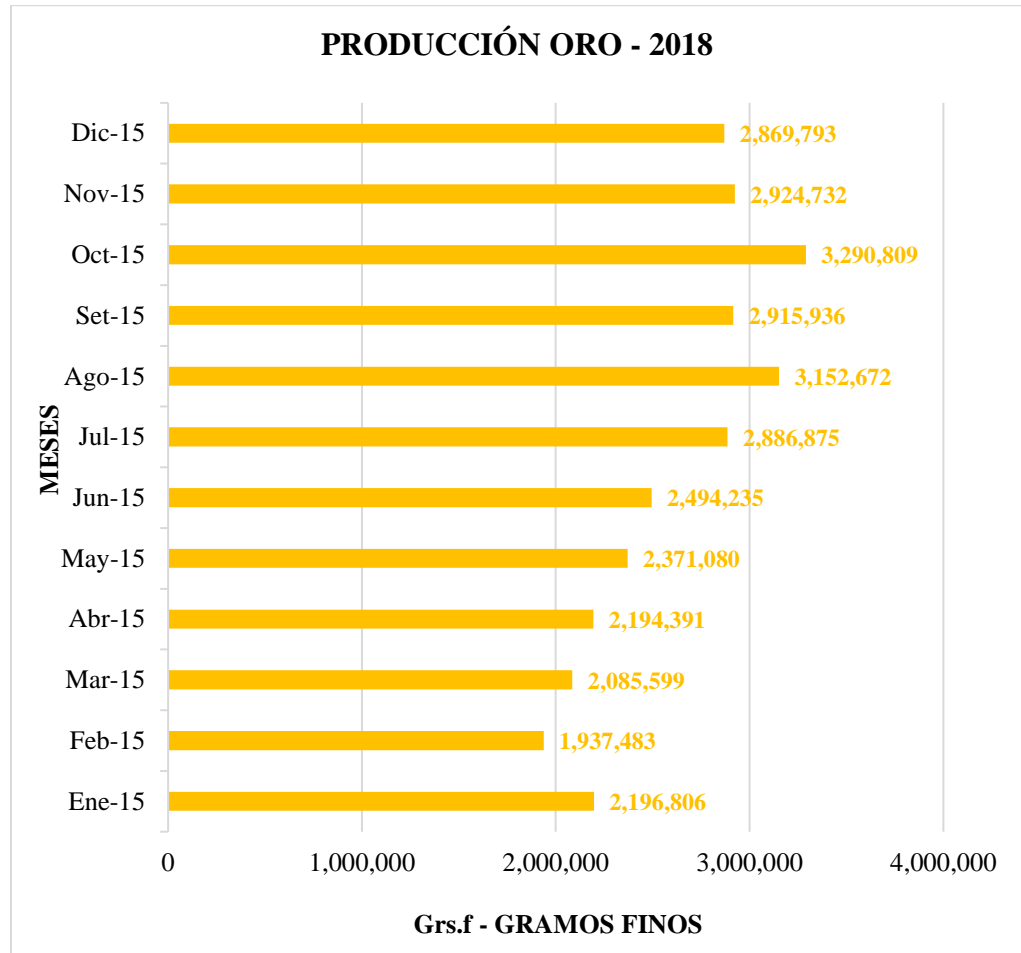 PRODUCCIÓN ORO - 2018
MESES
Dic-15 2,869,793
Nov-15 2,924,732
Oct-15 3,290,809
Set-15 2,915,936
Ago-15 3,152,672
Jul-15 2,886,875
Jun-15 2,494,235
May-15 2,371,080
Abr-15 2,194,391
Mar-15 2,085,599
Feb-15 1,937,483
Ene-15 2,196,806
0 1,000,000 2,000,000 3,000,000 4,000,000
Grs.f - GRAMOS FINOS